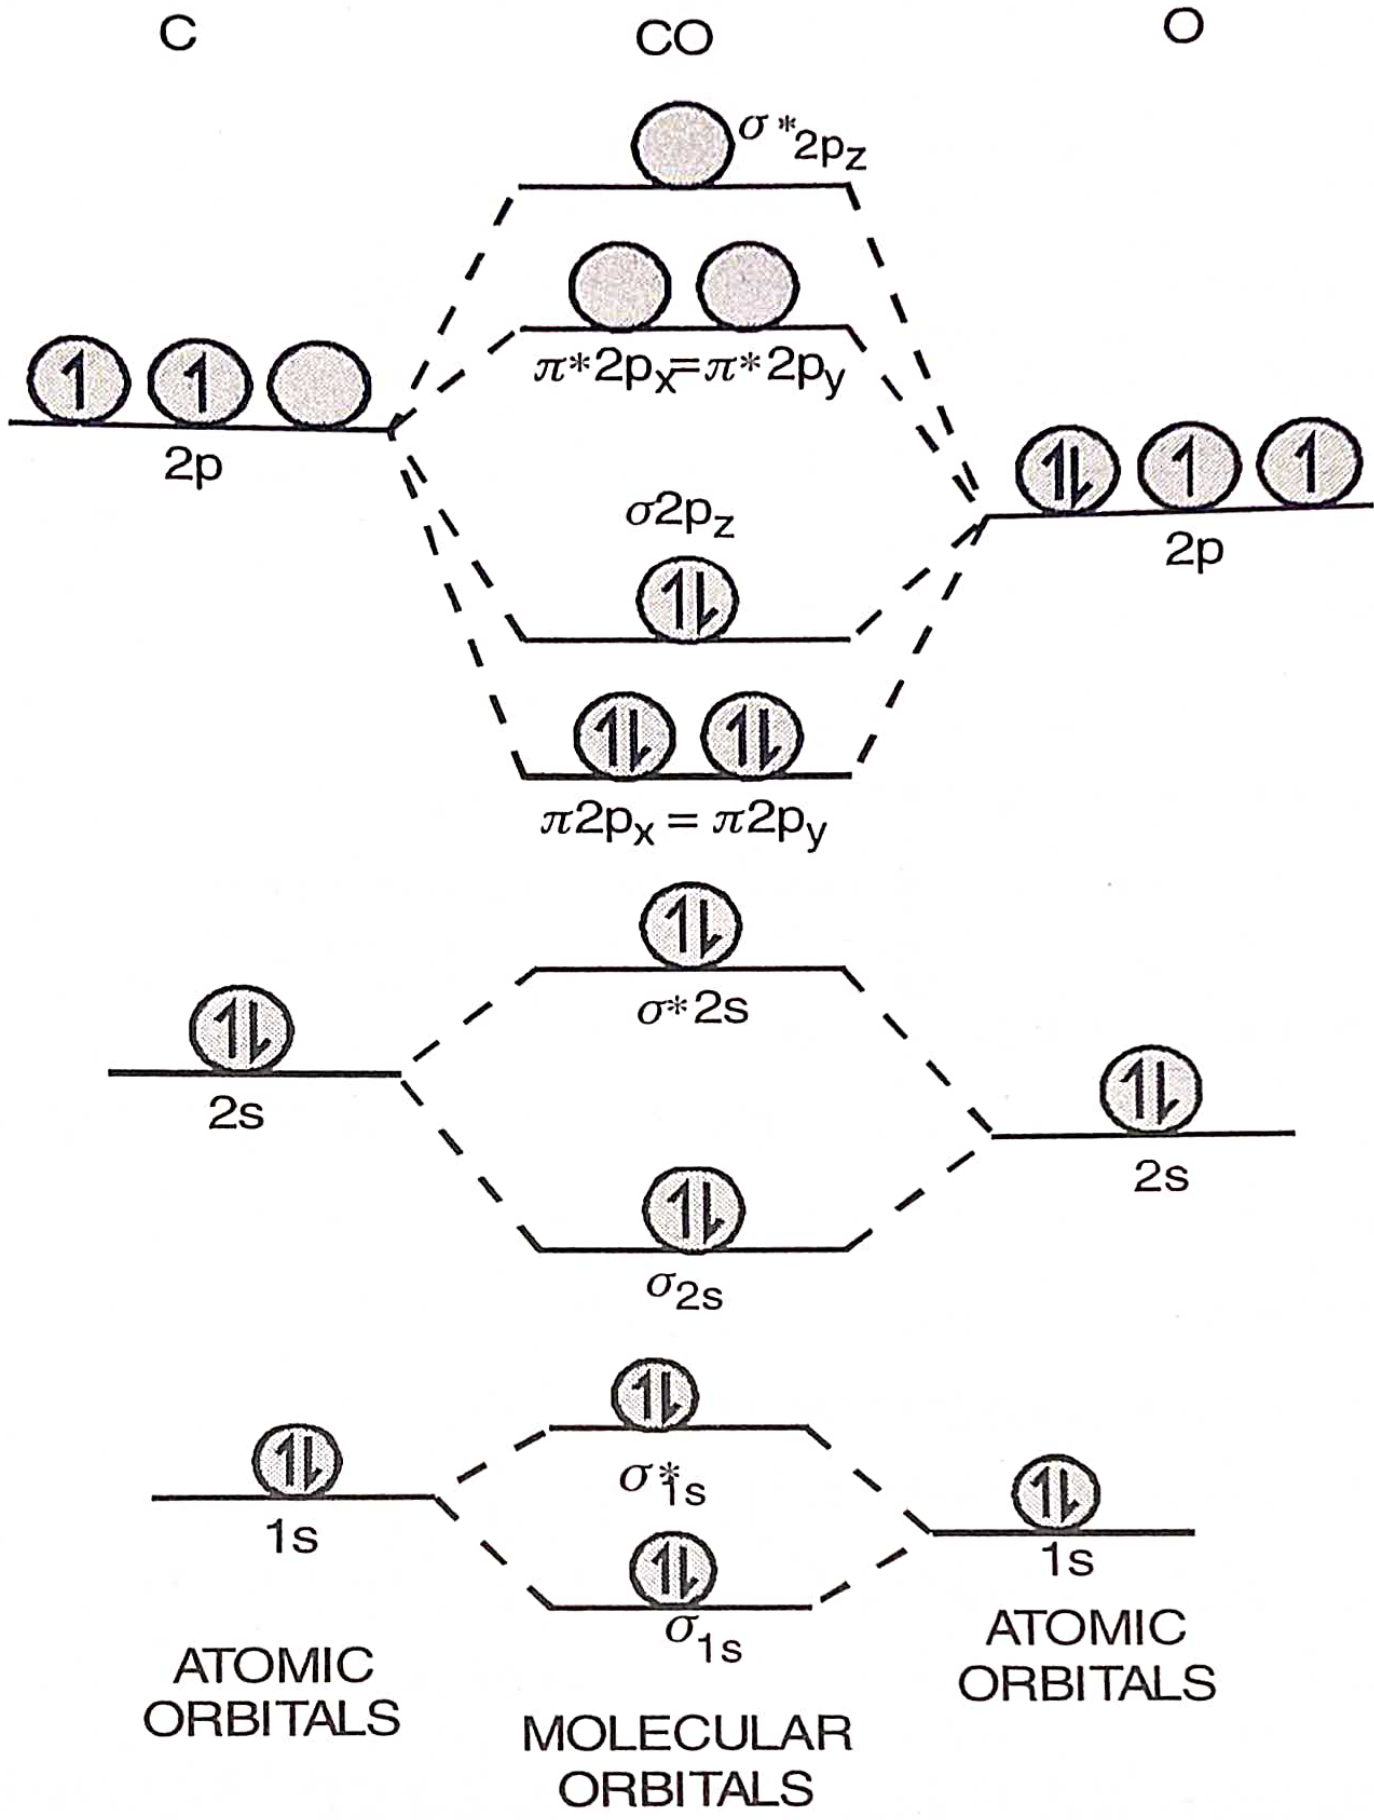 C CO O
σ*2pz
π*2px=π*2py
2p
σ2pz
2p
π2px = π2py
σ*2s
2s
2s
σ2s
σ*1s
1s
1s
σ1s
ATOMIC
ORBITALS
ATOMIC
ORBITALS
MOLECULAR
ORBITALS